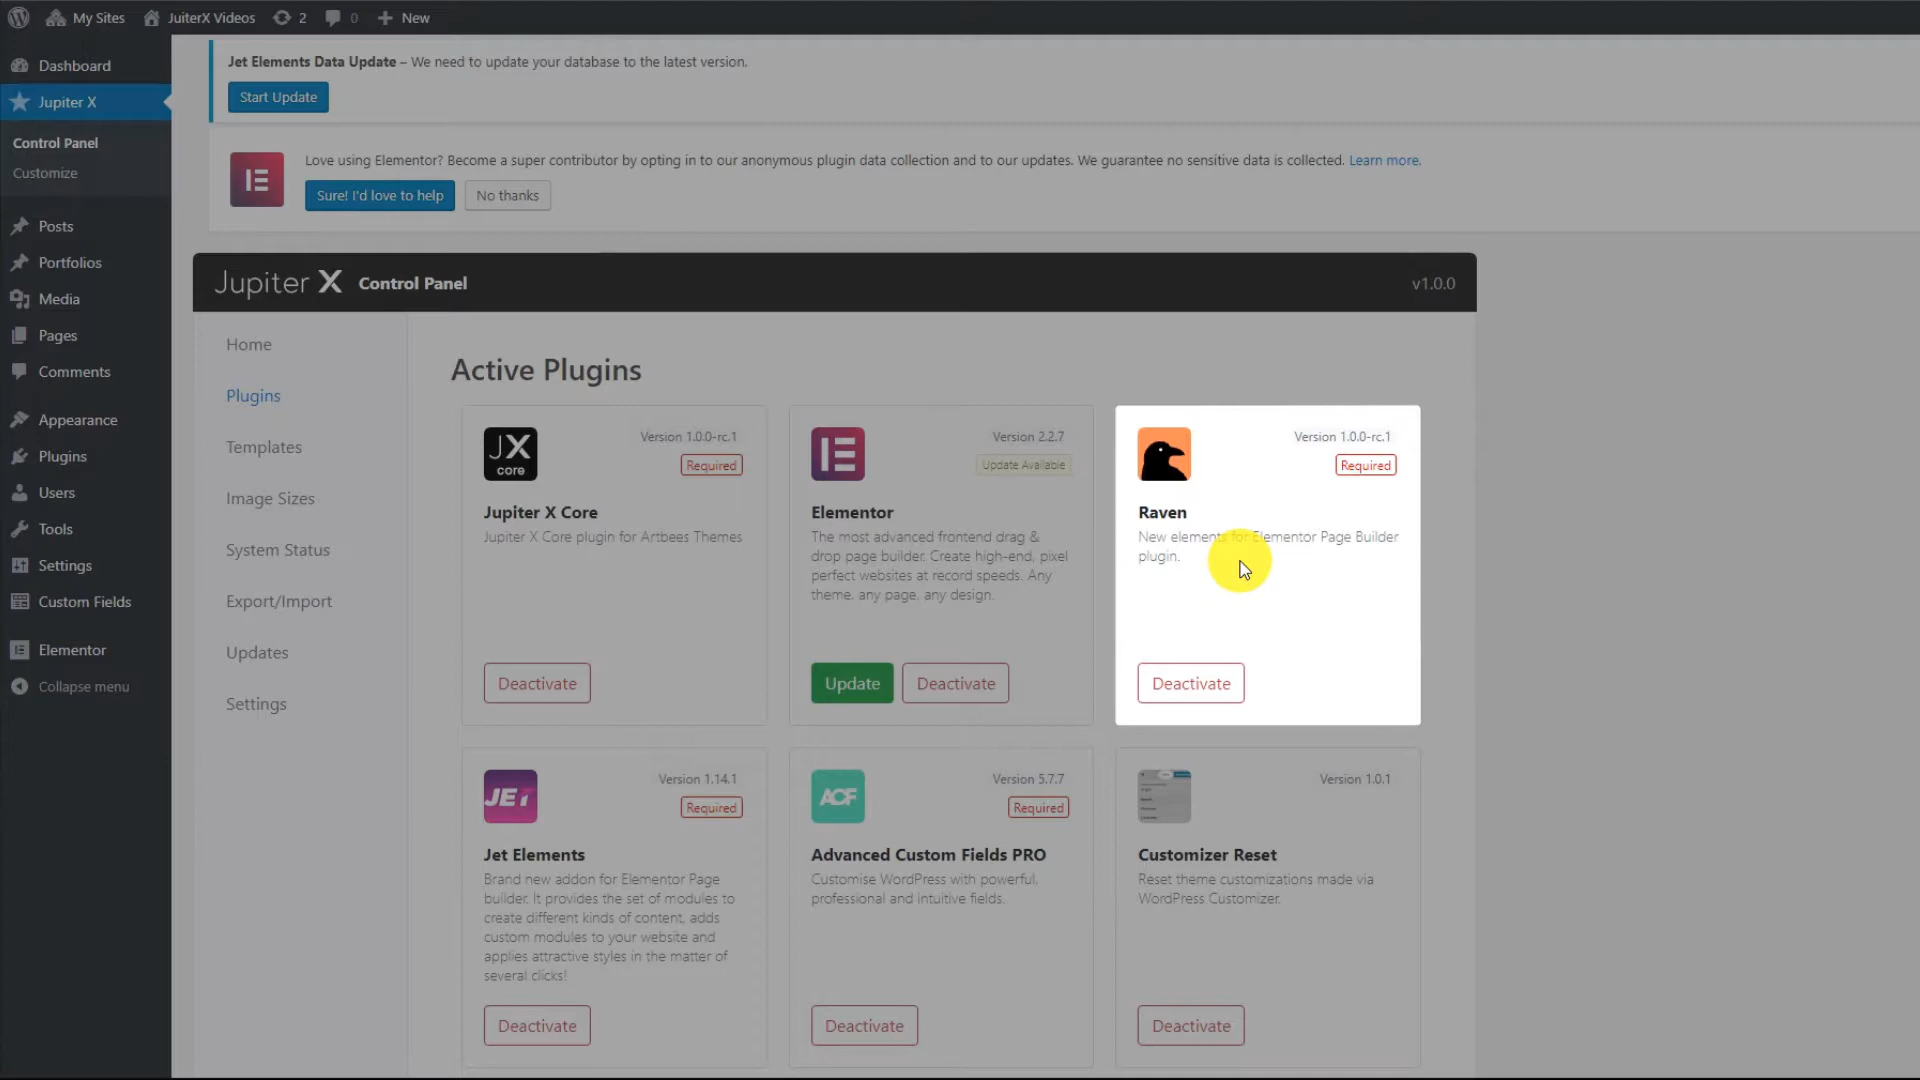 My Sites
JuiterX Videos
2
0
New
Dashboard
Jupiter X
Control Panel
Customize
Posts
Portfolios
Media
Pages
Comments
Appearance
Plugins
Users
Tools
Settings
Custom Fields
Elementor
Collapse menu
Jet Elements Data Update – We need to update your database to the latest version.
Start Update
Love using Elementor? Become a super contributor by opting in to our anonymous plugin data collection and to our updates. We guarantee no sensitive data is collected. Learn more.
Sure! I'd love to help
No thanks
Jupiter X Control Panel
v1.0.0
Home
Plugins
Templates
Image Sizes
System Status
Export/Import
Updates
Settings
Active Plugins
JX
core
Version 1.0.0-rc.1
Required
Jupiter X Core
Jupiter X Core plugin for Artbees Themes
Deactivate
Version 2.2.7
Update Available
Elementor
The most advanced frontend drag &
drop page builder. Create high-end, pixel
perfect websites at record speeds. Any
theme, any page, any design.
Update
Deactivate
Version 1.0.0-rc.1
Required
Raven
New elements for Elementor Page Builder
plugin.
Deactivate
JET
Version 1.14.1
Required
Jet Elements
Brand new addon for Elementor Page
builder. It provides the set of modules to
create different kinds of content, adds
custom modules to your website and
applies attractive styles in the matter of
several clicks!
Deactivate
ACF
Version 5.7.7
Required
Advanced Custom Fields PRO
Customise WordPress with powerful,
professional and intuitive fields.
Deactivate
Version 1.0.1
Customizer Reset
Reset theme customizations made via
WordPress Customizer.
Deactivate